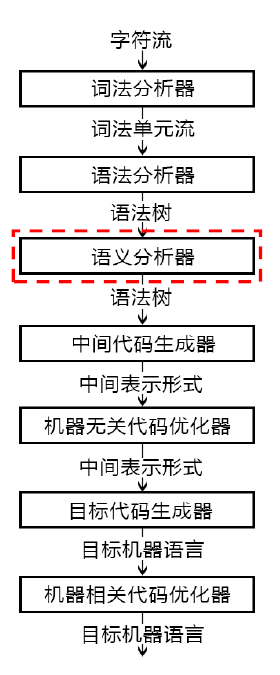 字符流
词法分析器
词法单元流
语法分析器
语法树
语义分析器
语法树
中间代码生成器
中间表示形式
机器无关代码优化器
中间表示形式
目标代码生成器
目标机器语言
机器相关代码优化器
目标机器语言